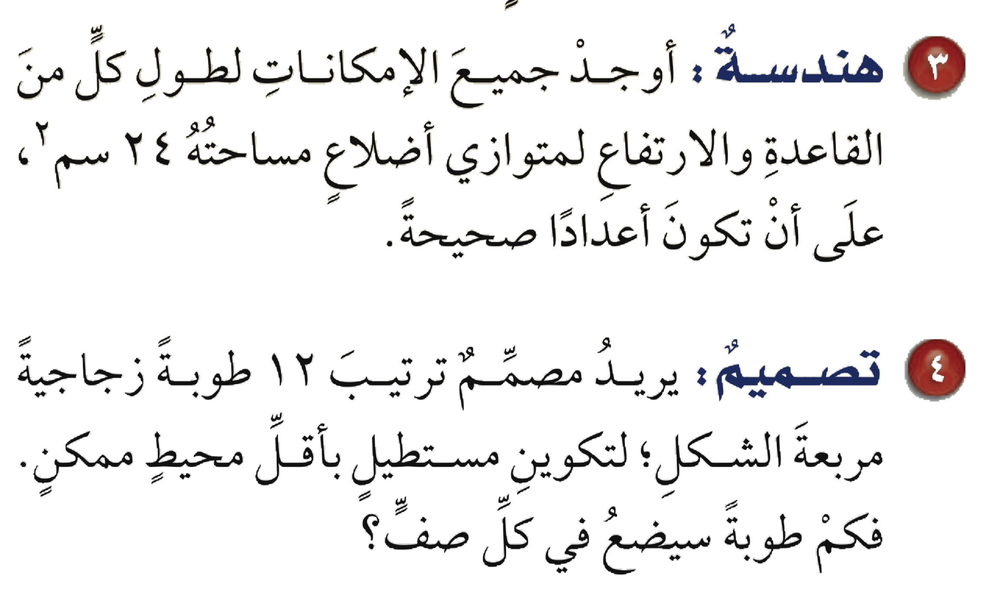 ٣ هندسةٌ: أوجدْ جميعَ الإمكاناتِ لطولِ كلٍّ منَ
القاعدةِ والارتفاعِ لمتوازي أضلاعٍ مساحتُهُ ٢٤ سم٢،
علَى أنْ تكونَ أعدادًا صحيحةً.
٤ تصميمٌ: يريدُ مصمِّمٌ ترتيبَ ١٢ طوبةً زجاجيةً
مربعةَ الشكلِ؛ لتكوينِ مستطيلٍ بأقلِّ محيطٍ ممكنٍ.
فكمْ طوبةً سيضعُ في كلِّ صفٍّ؟